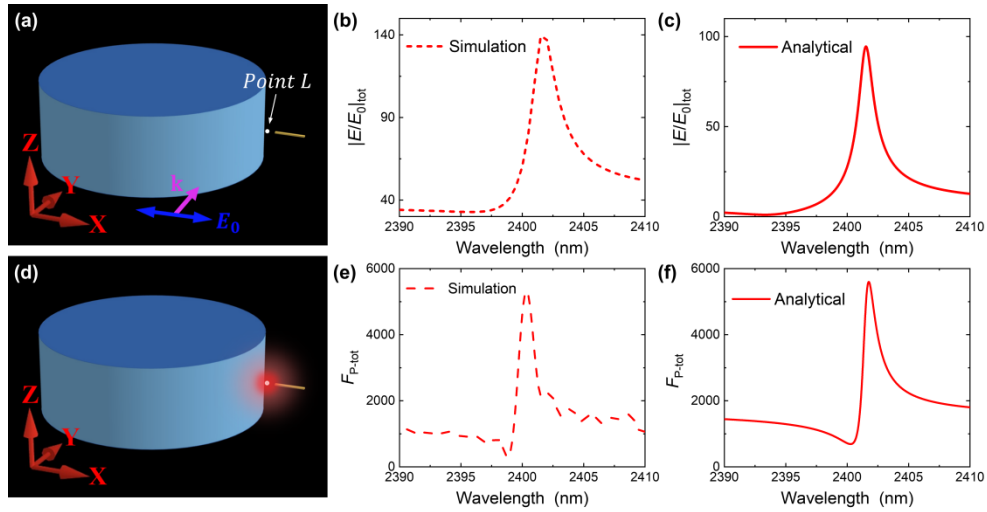 (a)
Point L
Z
Y
X
k
E₀
(b)
Simulation
|E/E₀|tot
140
90
40
2390 2395 2400 2405 2410
Wavelength (nm)
(c)
Analytical
|E/E₀|tot
100
50
0
2390 2395 2400 2405 2410
Wavelength (nm)
(d)
Z
Y
X
(e)
Simulation
F P-tot
6000
4000
2000
0
2390 2395 2400 2405 2410
Wavelength (nm)
(f)
Analytical
F P-tot
6000
4000
2000
0
2390 2395 2400 2405 2410
Wavelength (nm)